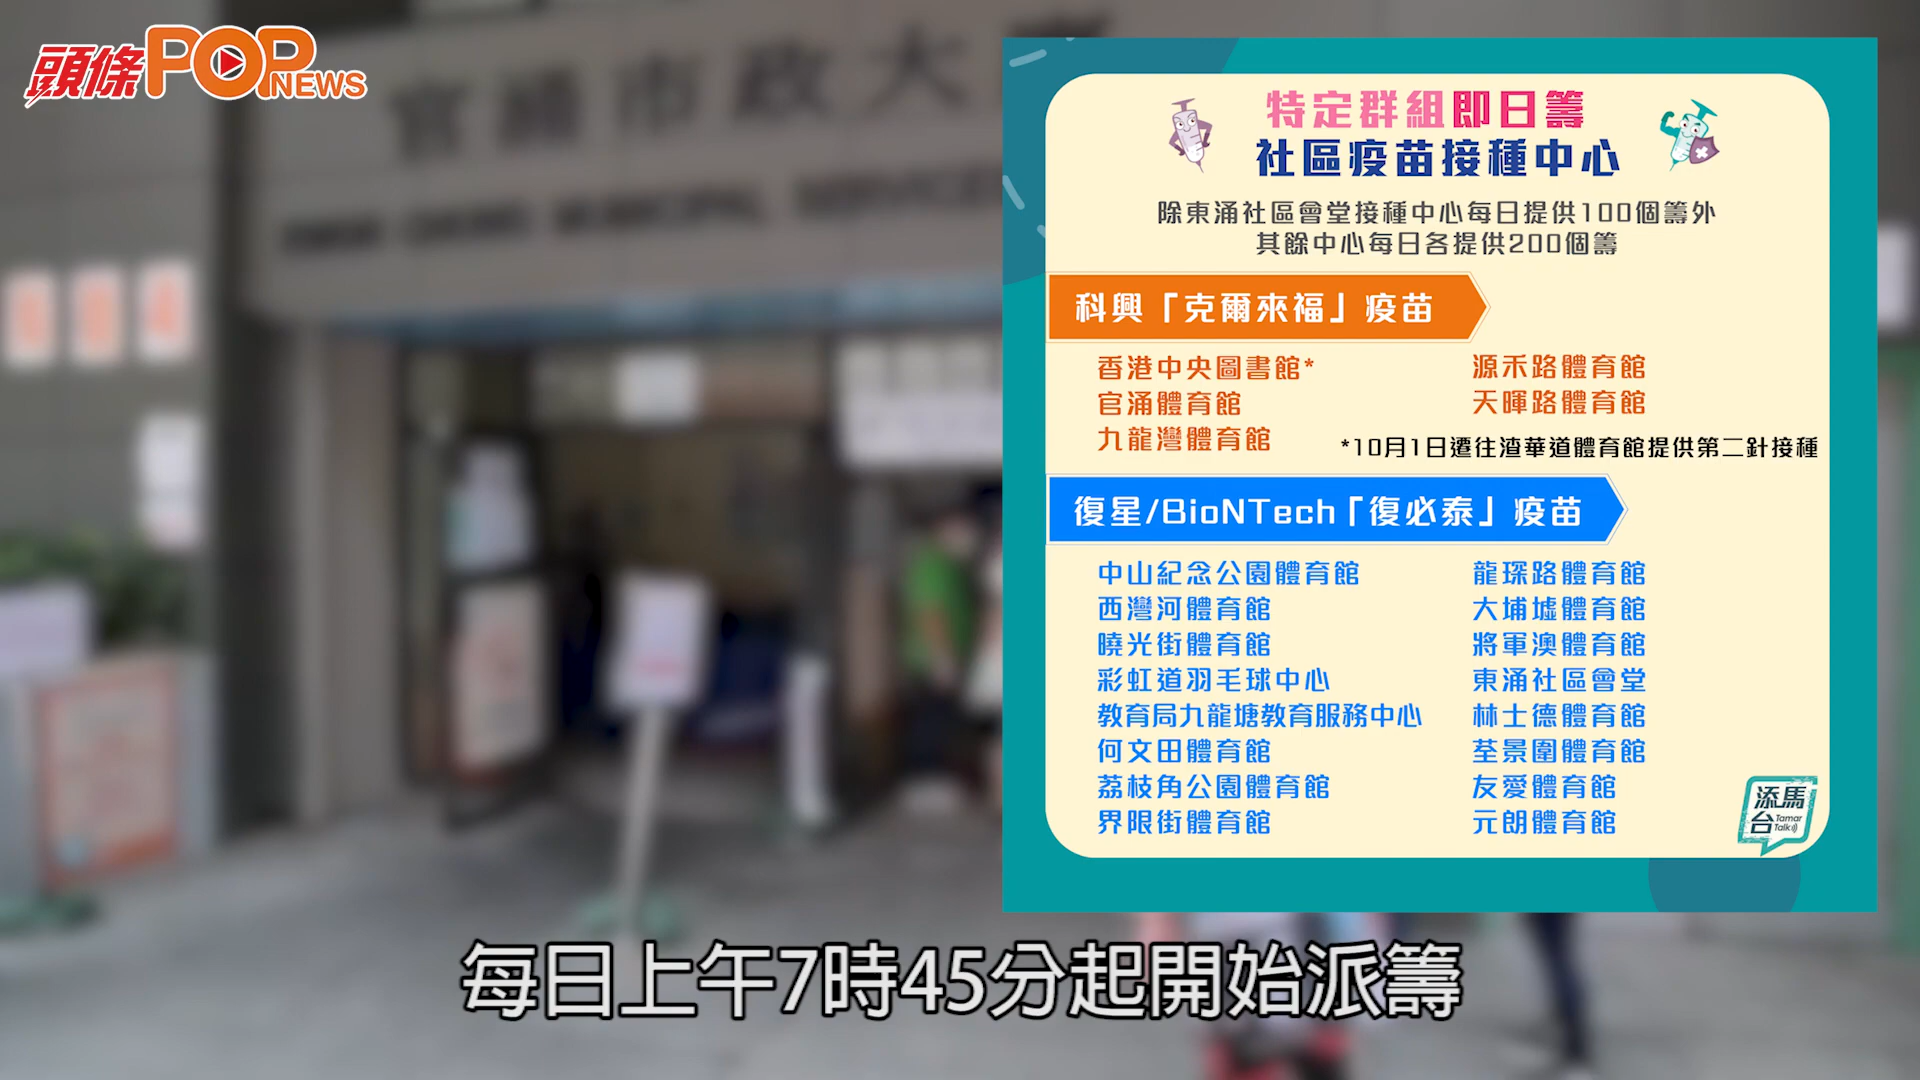 頭條POP NEWS
官涌市政大
特定群組即日籌
社區疫苗接種中心
除東涌社區會堂接種中心每日提供100個籌外
其餘中心每日各提供200個籌
科興「克爾來福」疫苗
香港中央圖書館*
官涌體育館
九龍灣體育館
源禾路體育館
天暉路體育館
*10月1日遷往渣華道體育館提供第二針接種
復星/BioNTech「復必泰」疫苗
中山紀念公園體育館
西灣河體育館
曉光街體育館
彩虹道羽毛球中心
教育局九龍塘教育服務中心
何文田體育館
荔枝角公園體育館
界限街體育館
龍琛路體育館
大埔墟體育館
將軍澳體育館
東涌社區會堂
林士德體育館
荃景圍體育館
友愛體育館
元朗體育館
添馬台
Tamar Talk
每日上午7時45分起開始派籌